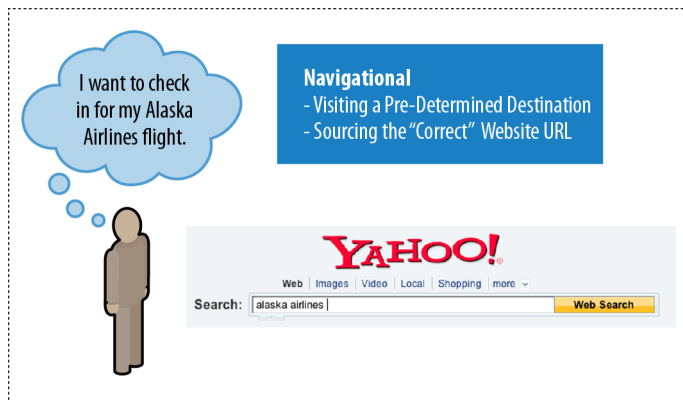 I want to check
in for my Alaska
Airlines flight.
Navigational
- Visiting a Pre-Determined Destination
- Sourcing the “Correct” Website URL
YAHOO!
Web | Images | Video | Local | Shopping | more
Search: alaska airlines Web Search